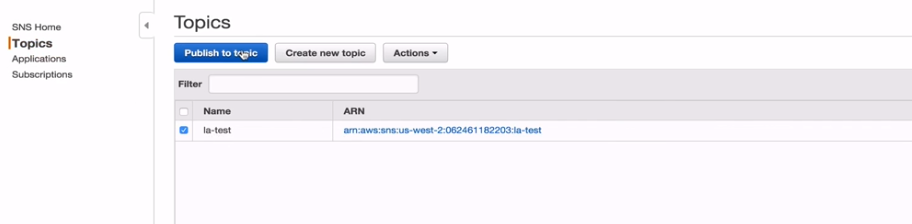 SNS Home
Topics
Applications
Subscriptions
Topics
Publish to topic Create new topic Actions
Filter
Name ARN
la-test arn:aws:sns:us-west-2:062461182203:la-test